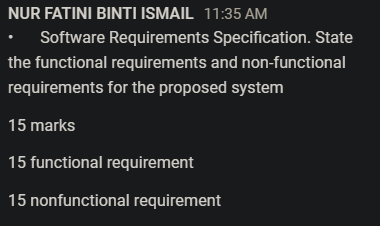 NUR FATINI BINTI ISMAIL 11:35 AM
• Software Requirements Specification. State
the functional requirements and non-functional
requirements for the proposed system
15 marks
15 functional requirement
15 nonfunctional requirement